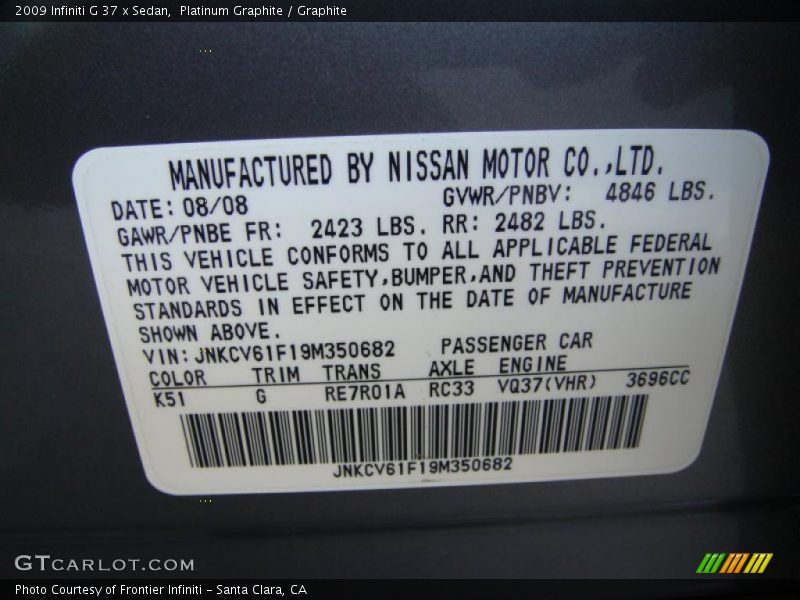 2009 Infiniti G 37 x Sedan,  Platinum Graphite / Graphite
MANUFACTURED BY NISSAN MOTOR CO.,LTD.
DATE: 08/08 GVWR/PNBV: 4846 LBS.
GAWR/PNBE FR: 2423 LBS. RR: 2482 LBS.
THIS VEHICLE CONFORMS TO ALL APPLICABLE FEDERAL
MOTOR VEHICLE SAFETY,BUMPER,AND THEFT PREVENTION
STANDARDS IN EFFECT ON THE DATE OF MANUFACTURE
SHOWN ABOVE.
VIN: JNKCV61F19M350682 PASSENGER CAR
COLOR TRIM TRANS AXLE ENGINE
K51 G RE7R01A RC33 VQ37(VHR) 3696CC
JNKCV61F19M350682
GTCARLOT.COM
Photo Courtesy of Frontier Infiniti - Santa Clara, CA